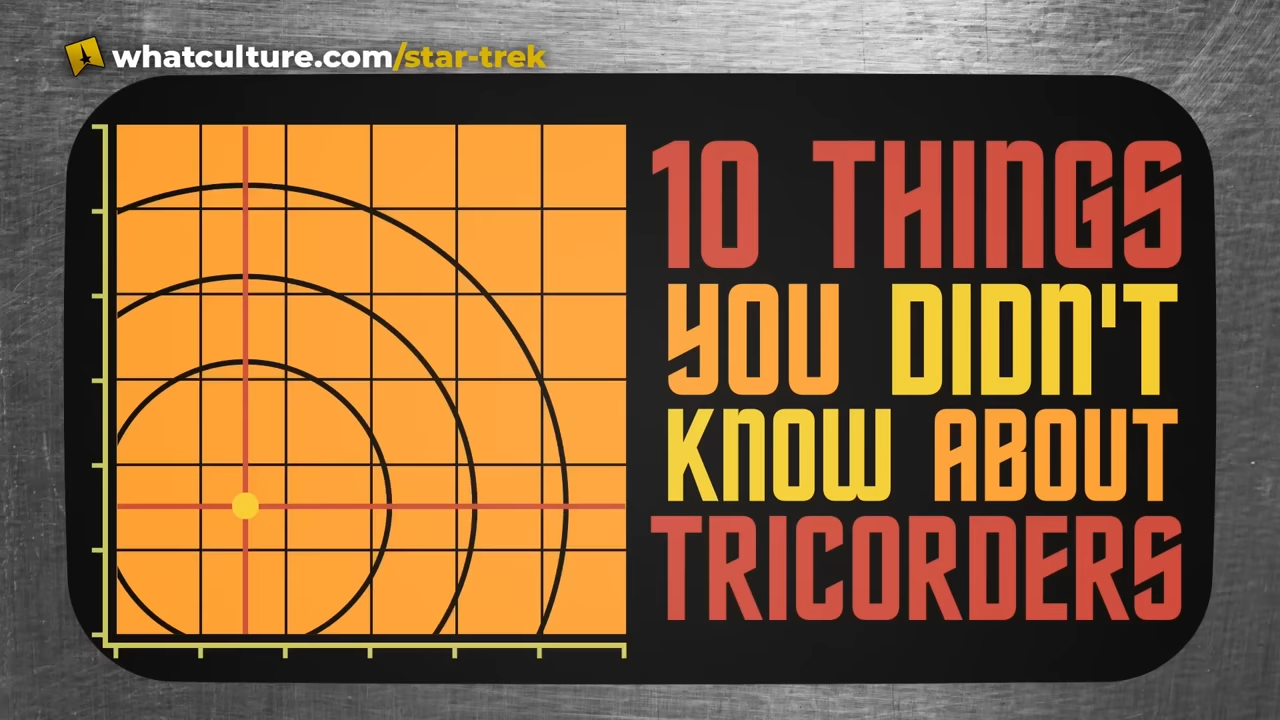 whatculture.com/star-trek
10 THINGS
YOU DIDN'T
KNOW ABOUT
TRICORDERS